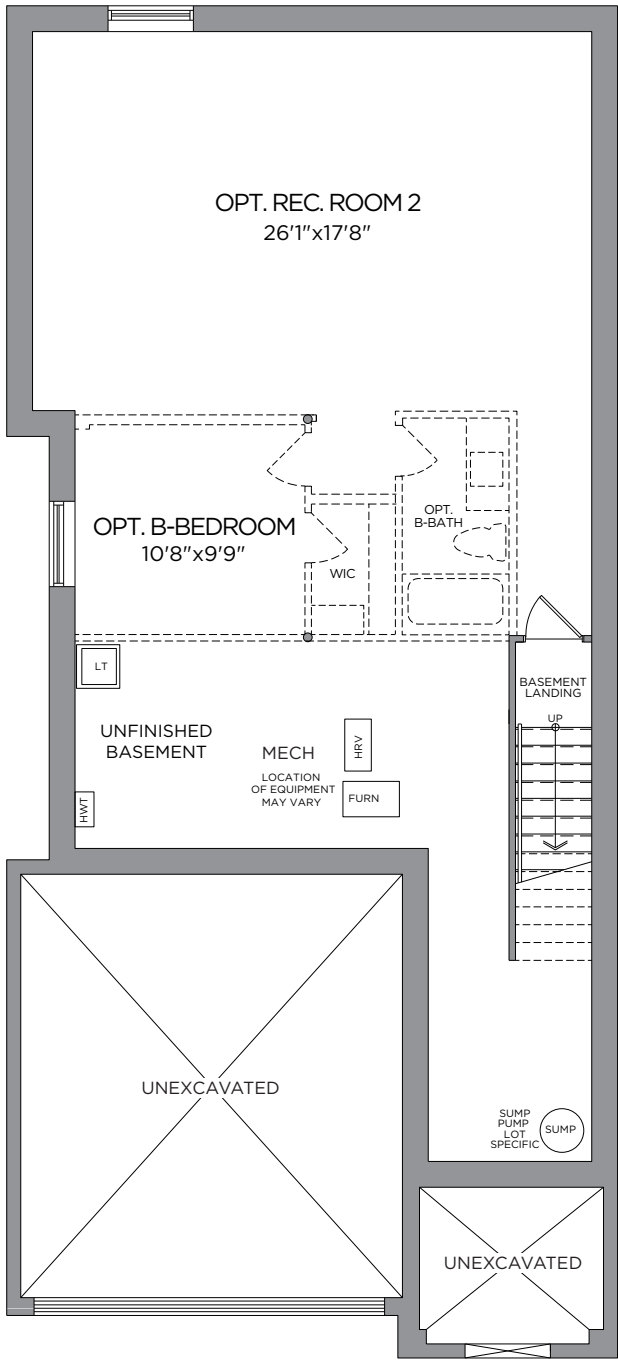 OPT. REC. ROOM 2
26'1"x17'8"
OPT. B-BEDROOM
10'8"x9'9"
OPT.
B-BATH
WIC
LT
BASEMENT
LANDING
UP
UNFINISHED
BASEMENT
MECH
LOCATION
OF EQUIPMENT
MAY VARY
HRV
FURN
HWT
UNEXCAVATED
SUMP
PUMP
LOT
SPECIFIC
SUMP
UNEXCAVATED